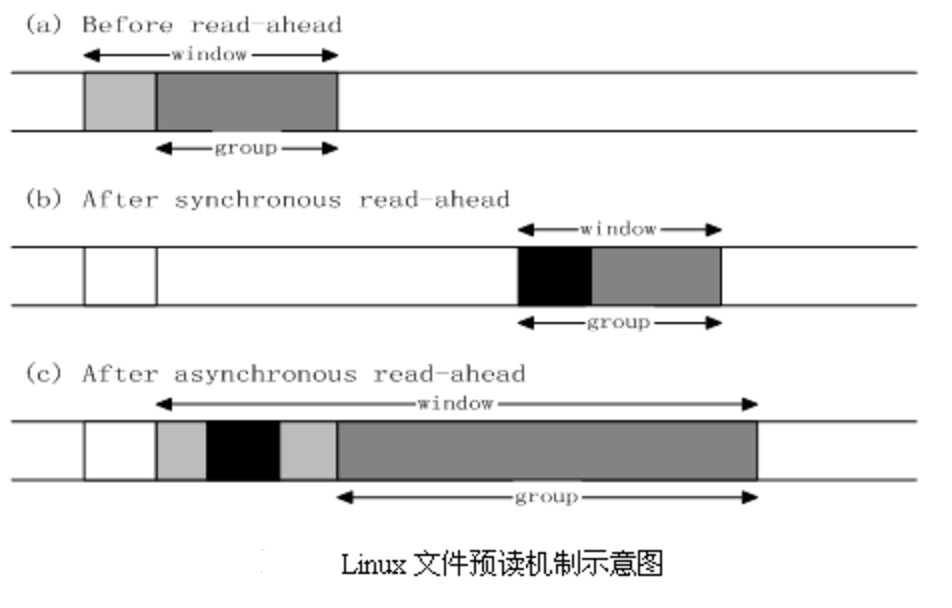 (a) Before read-ahead
window
group
(b) After synchronous read-ahead
window
group
(c) After asynchronous read-ahead
window
group
Linux 文件预读机制示意图